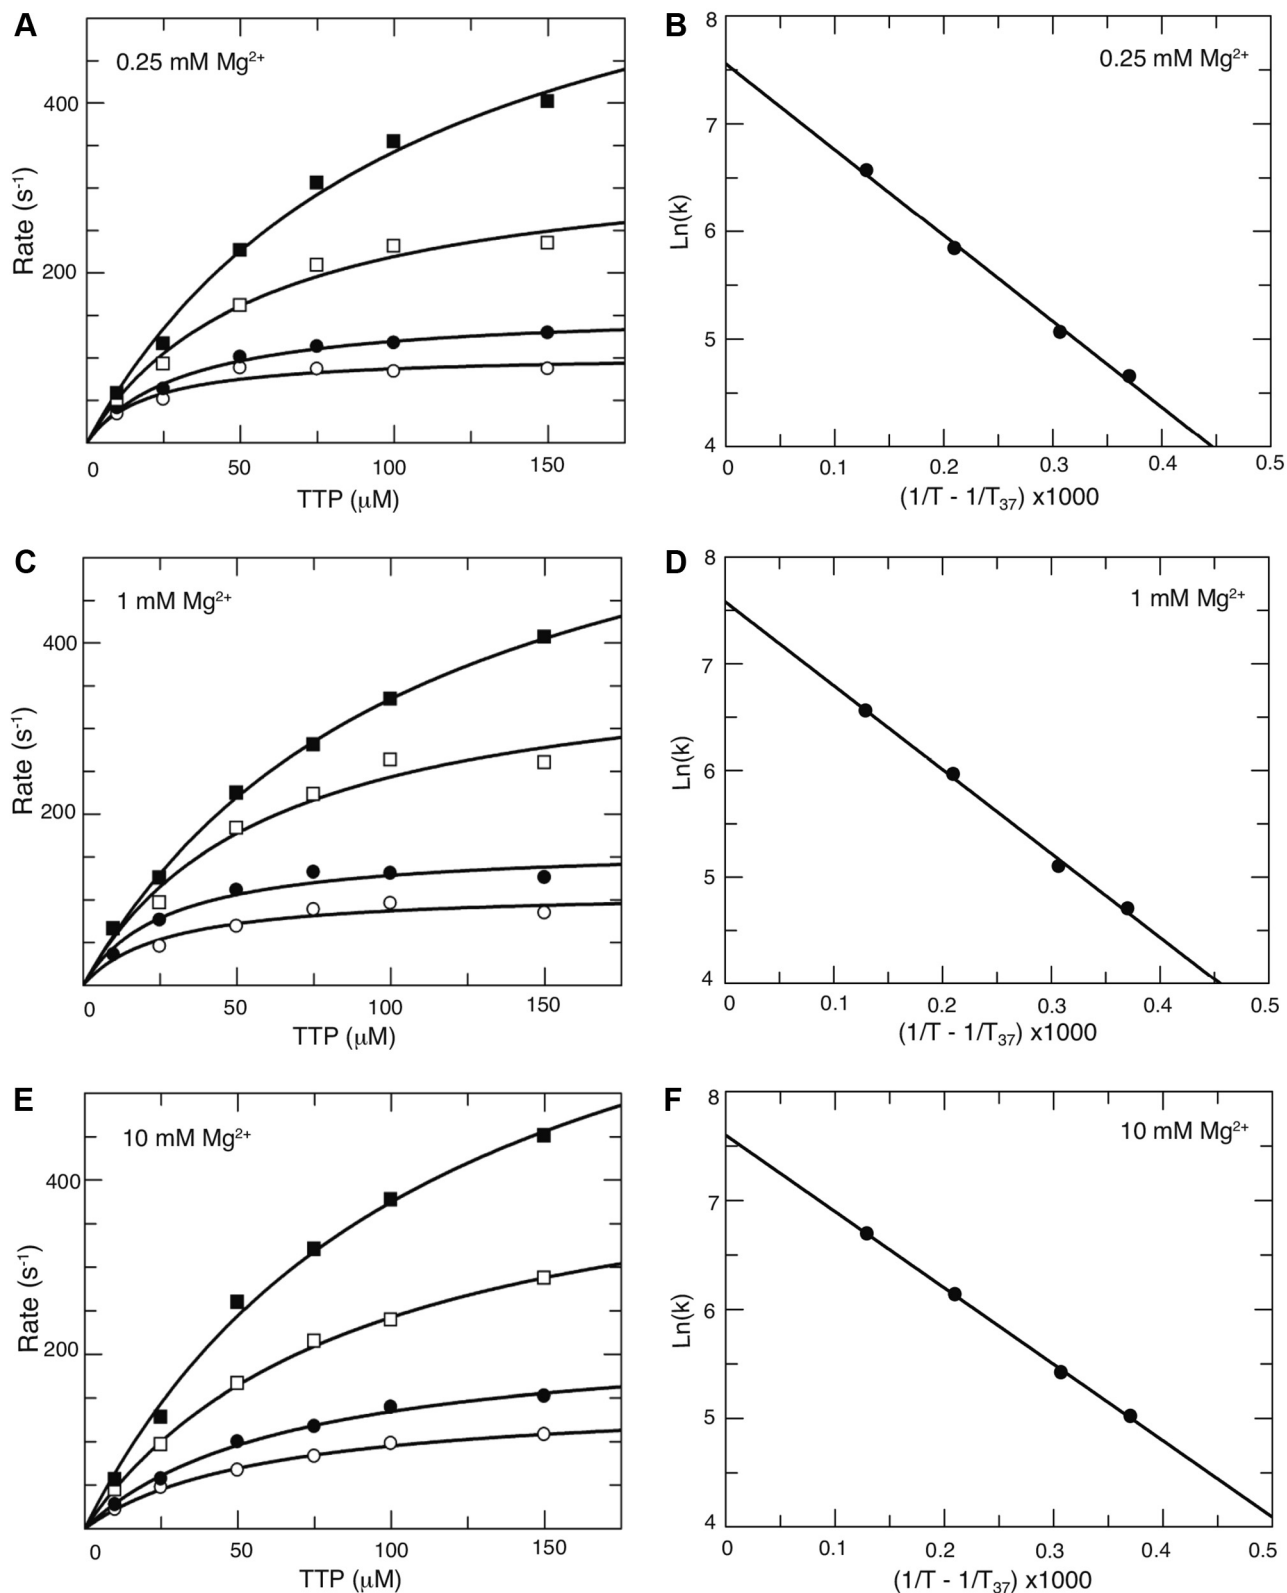 A
0.25 mM Mg²⁺
400
200
Rate (s⁻¹)
0 50 100 150
TTP (μM)
B
0.25 mM Mg²⁺
8
7
6
5
4
Ln(k)
0 0.1 0.2 0.3 0.4 0.5
(1/T - 1/T₃₇) x1000
C
1 mM Mg²⁺
400
200
Rate (s⁻¹)
0 50 100 150
TTP (μM)
D
1 mM Mg²⁺
8
7
6
5
4
Ln(k)
0 0.1 0.2 0.3 0.4 0.5
(1/T - 1/T₃₇) x1000
E
10 mM Mg²⁺
400
200
Rate (s⁻¹)
0 50 100 150
TTP (μM)
F
10 mM Mg²⁺
8
7
6
5
4
Ln(k)
0 0.1 0.2 0.3 0.4 0.5
(1/T - 1/T₃₇) x1000